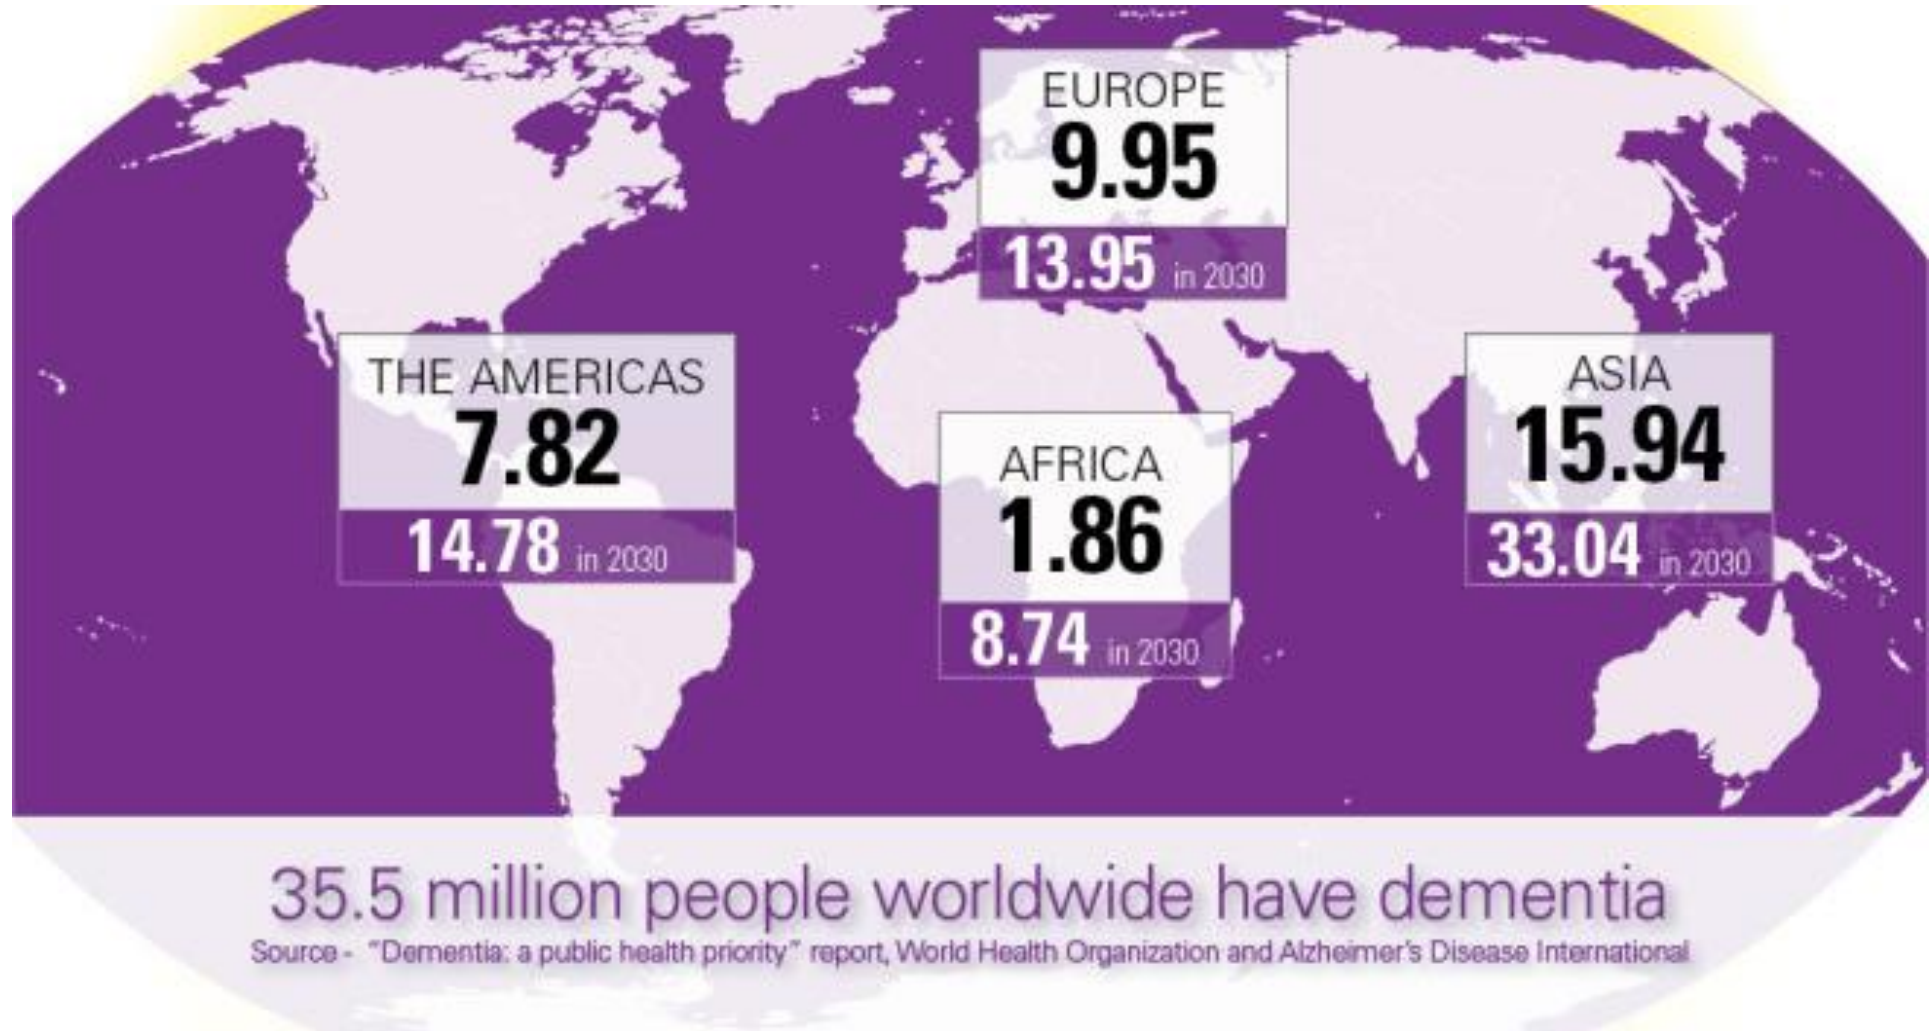 EUROPE
9.95
13.95 in 2030
THE AMERICAS
7.82
14.78 in 2030
AFRICA
1.86
8.74 in 2030
ASIA
15.94
33.04 in 2030
35.5 million people worldwide have dementia
Source - "Dementia: a public health priority" report, World Health Organization and Alzheimer's Disease International